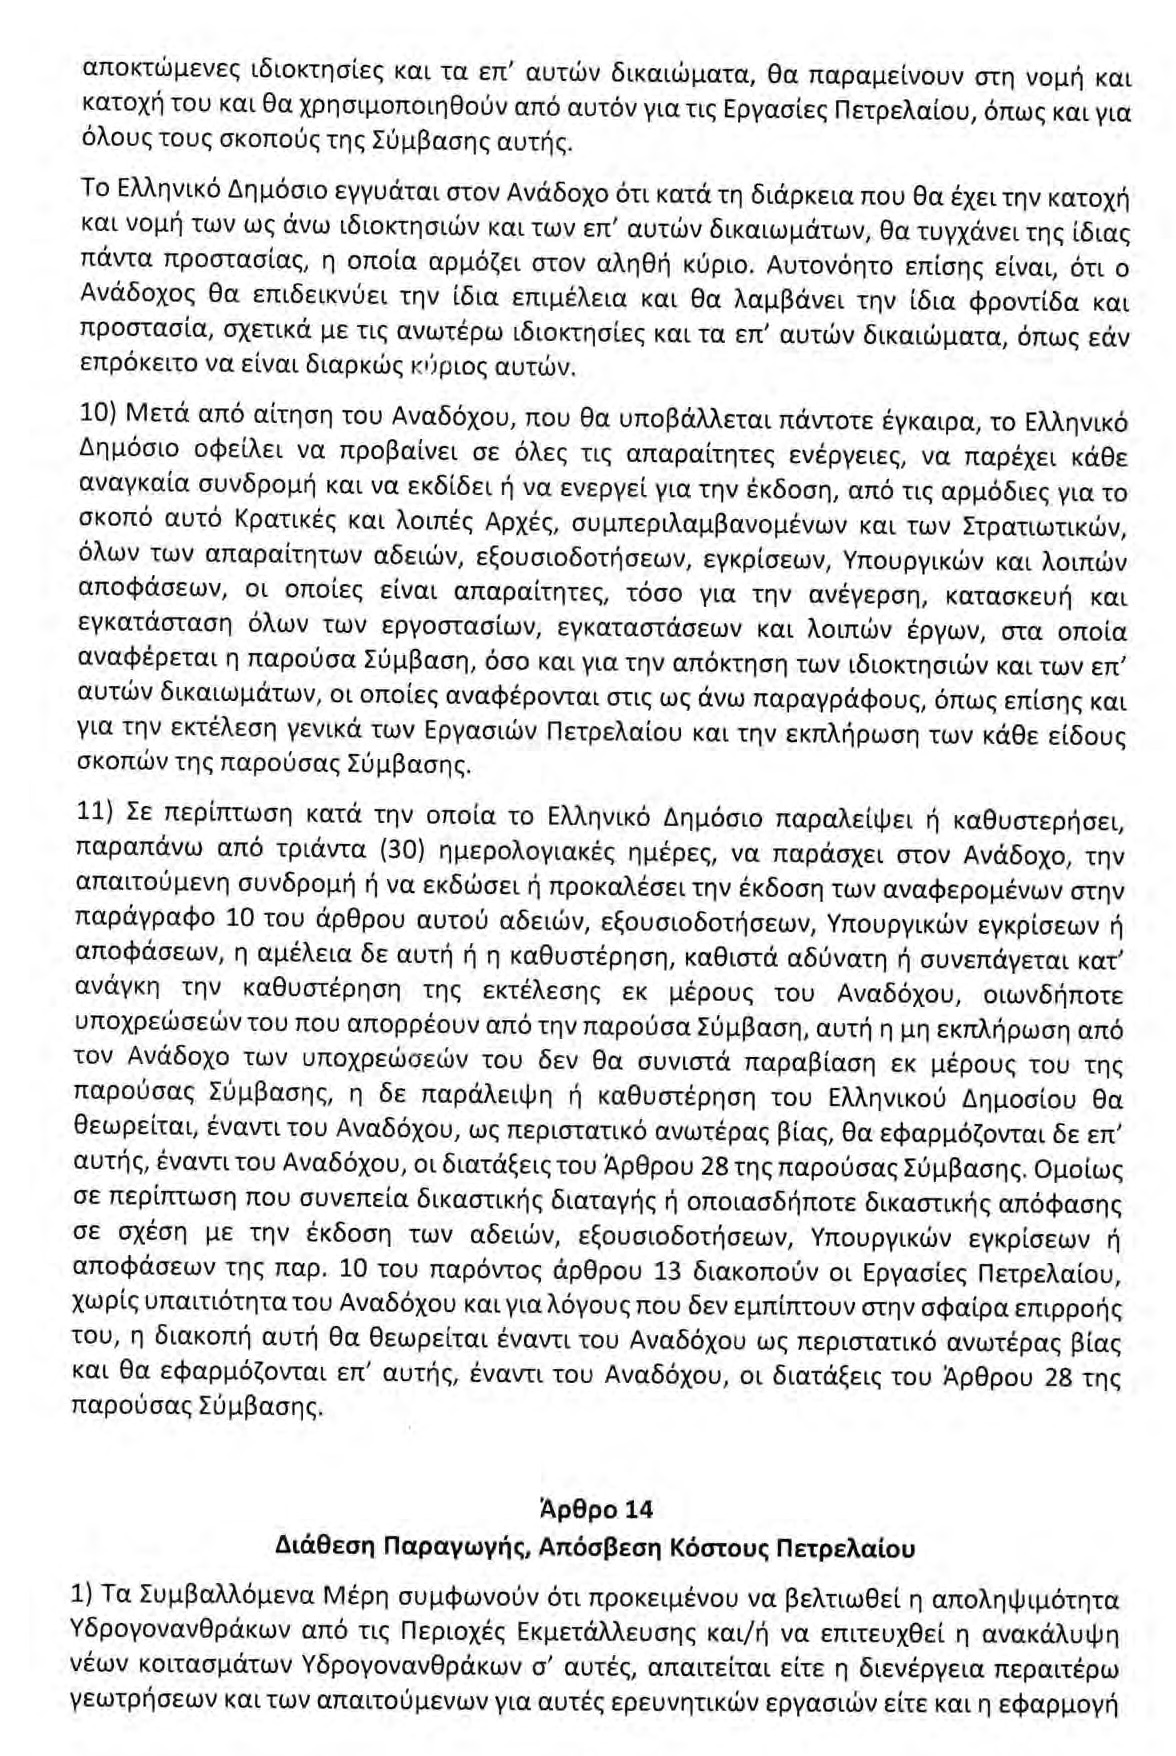 αποκτώμενες ιδιοκτησίες και τα επ’ αυτών δικαιώματα, θα παραμείνουν στη νομή και
κατοχή του και θα χρησιμοποιηθούν από αυτόν για τις Εργασίες Πετρελαίου, όπως και για
όλους τους σκοπούς της Σύμβασης αυτής.
Το Ελληνικό Δημόσιο εγγυάται στον Ανάδοχο ότι κατά τη διάρκεια που θα έχει την κατοχή
και νομή των ως άνω ιδιοκτησιών και των επ’ αυτών δικαιωμάτων, θα τυγχάνει της ίδιας
πάντα προστασίας, η οποία αρμόζει στον αληθή κύριο. Αυτονόητο επίσης είναι, ότι ο
Ανάδοχος θα επιδεικνύει την ίδια επιμέλεια και θα λαμβάνει την ίδια φροντίδα και
προστασία, σχετικά με τις ανωτέρω ιδιοκτησίες και τα επ’ αυτών δικαιώματα, όπως εάν
επρόκειτο να είναι διαρκώς κύριος αυτών.
10) Μετά από αίτηση του Αναδόχου, που θα υποβάλλεται πάντοτε έγκαιρα, το Ελληνικό
Δημόσιο οφείλει να προβαίνει σε όλες τις απαραίτητες ενέργειες, να παρέχει κάθε
αναγκαία συνδρομή και να εκδίδει ή να ενεργεί για την έκδοση, από τις αρμόδιες για το
σκοπό αυτό Κρατικές και λοιπές Αρχές, συμπεριλαμβανομένων και των Στρατιωτικών,
όλων των απαραίτητων αδειών, εξουσιοδοτήσεων, εγκρίσεων, Υπουργικών και λοιπών
αποφάσεων, οι οποίες είναι απαραίτητες, τόσο για την ανέγερση, κατασκευή και
εγκατάσταση όλων των εργοστασίων, εγκαταστάσεων και λοιπών έργων, στα οποία
αναφέρεται η παρούσα Σύμβαση, όσο και για την απόκτηση των ιδιοκτησιών και των επ’
αυτών δικαιωμάτων, οι οποίες αναφέρονται στις ως άνω παραγράφους, όπως επίσης και
για την εκτέλεση γενικά των Εργασιών Πετρελαίου και την εκπλήρωση των κάθε είδους
σκοπών της παρούσας Σύμβασης.
11) Σε περίπτωση κατά την οποία το Ελληνικό Δημόσιο παραλείψει ή καθυστερήσει,
παραπάνω από τριάντα (30) ημερολογιακές ημέρες, να παράσχει στον Ανάδοχο, την
απαιτούμενη συνδρομή ή να εκδώσει ή προκαλέσει την έκδοση των αναφερομένων στην
παράγραφο 10 του άρθρου αυτού αδειών, εξουσιοδοτήσεων, Υπουργικών εγκρίσεων ή
αποφάσεων, η αμέλεια δε αυτή ή η καθυστέρηση, καθιστά αδύνατη ή συνεπάγεται κατ’
ανάγκη την καθυστέρηση της εκτέλεσης εκ μέρους του Αναδόχου, οιωνδήποτε
υποχρεώσεών του που απορρέουν από την παρούσα Σύμβαση, αυτή η μη εκπλήρωση από
τον Ανάδοχο των υποχρεώσεών του δεν θα συνιστά παραβίαση εκ μέρους του της
παρούσας Σύμβασης, η δε παράλειψη ή καθυστέρηση του Ελληνικού Δημοσίου θα
θεωρείται, έναντι του Αναδόχου, ως περιστατικό ανωτέρας βίας, θα εφαρμόζονται δε επ’
αυτής, έναντι του Αναδόχου, οι διατάξεις του Άρθρου 28 της παρούσας Σύμβασης. Ομοίως
σε περίπτωση που συνεπεία δικαστικής διαταγής ή οποιασδήποτε δικαστικής απόφασης
σε σχέση με την έκδοση των αδειών, εξουσιοδοτήσεων, Υπουργικών εγκρίσεων ή
αποφάσεων της παρ. 10 του παρόντος άρθρου 13 διακοπούν οι Εργασίες Πετρελαίου,
χωρίς υπαιτιότητα του Αναδόχου και για λόγους που δεν εμπίπτουν στην σφαίρα επιρροής
του, η διακοπή αυτή θα θεωρείται έναντι του Αναδόχου ως περιστατικό ανωτέρας βίας
και θα εφαρμόζονται επ’ αυτής, έναντι του Αναδόχου, οι διατάξεις του Άρθρου 28 της
παρούσας Σύμβασης.
Άρθρο 14
Διάθεση Παραγωγής, Απόσβεση Κόστους Πετρελαίου
1) Τα Συμβαλλόμενα Μέρη συμφωνούν ότι προκειμένου να βελτιωθεί η αποληψιμότητα
Υδρογονανθράκων από τις Περιοχές Εκμετάλλευσης και/ή να επιτευχθεί η ανακάλυψη
νέων κοιτασμάτων Υδρογονανθράκων σ’ αυτές, απαιτείται είτε η διενέργεια περαιτέρω
γεωτρήσεων και των απαιτούμενων για αυτές ερευνητικών εργασιών είτε και η εφαρμογή